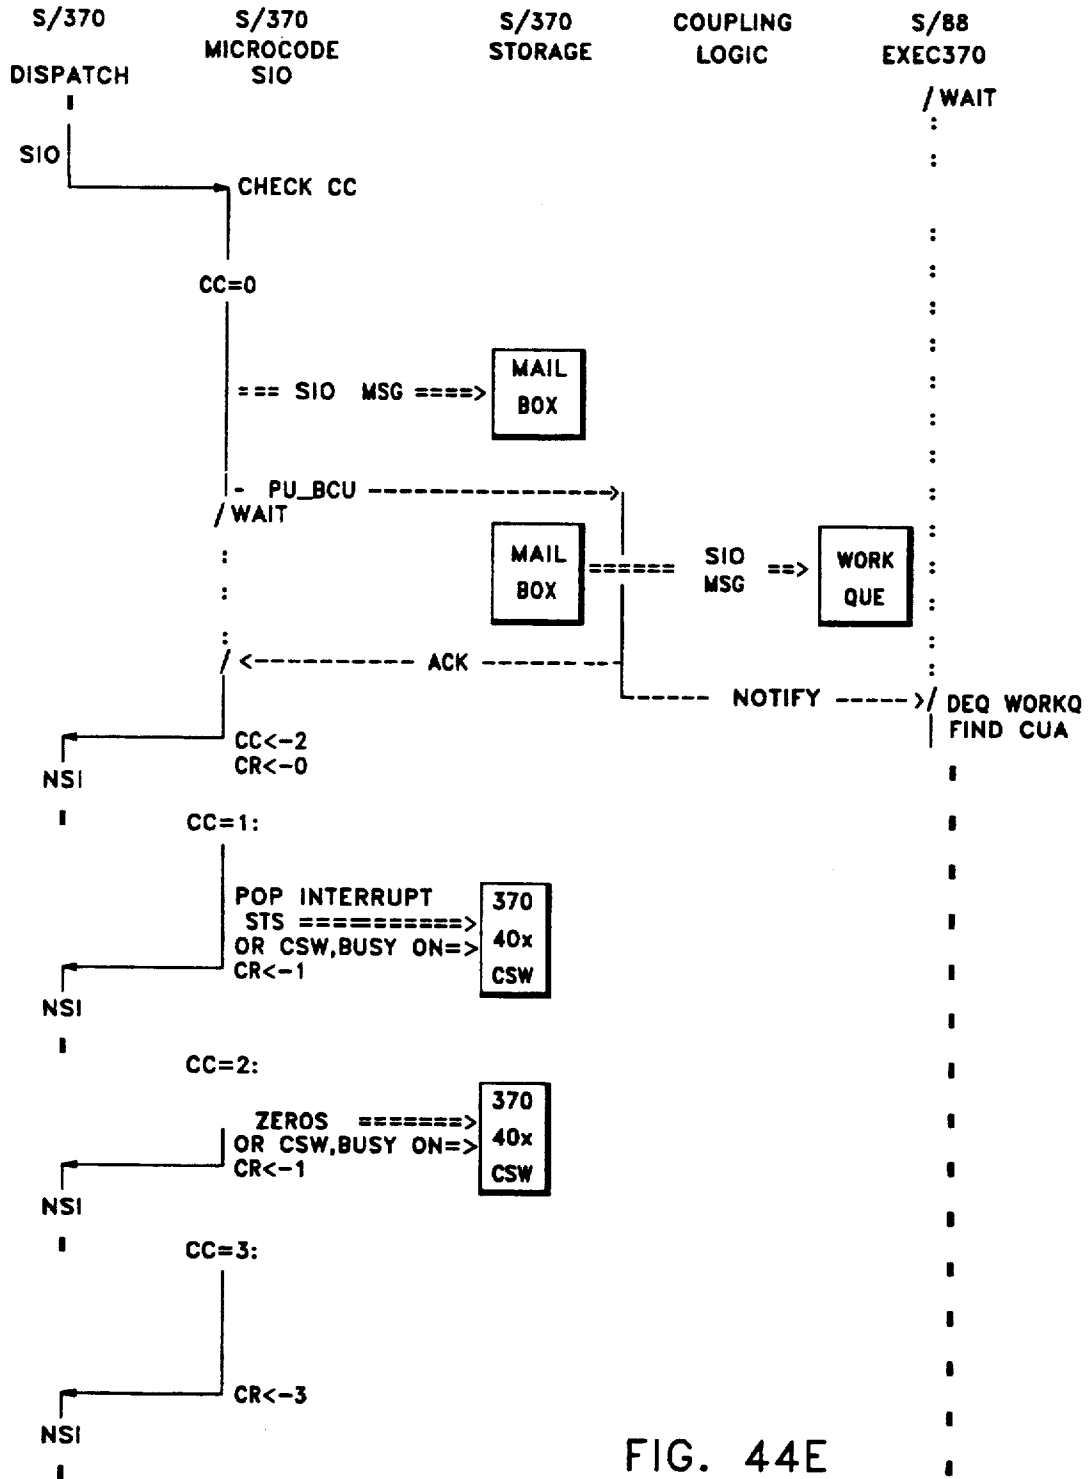 S/370 S/370 S/370 COUPLING S/88
MICROCODE STORAGE LOGIC EXEC370
DISPATCH SIO
/WAIT
SIO
CHECK CC
CC=0
MAIL
=== SIO MSG ====>
BOX
- PU_BCU ------------------>
/WAIT
MAIL ====== SIO ==> WORK
BOX MSG QUE
/ <------------ ACK ----------
------ NOTIFY ------>/ DEQ WORKQ
FIND CUA
CC<-2
CR<-0
NSI
CC=1:
POP INTERRUPT 370
STS ===========>
OR CSW,BUSY ON=> 40x
CR<-1 CSW
NSI
CC=2:
370
ZEROS =======>
OR CSW,BUSY ON=> 40x
CR<-1 CSW
NSI
CC=3:
CR<-3
NSI
FIG. 44E